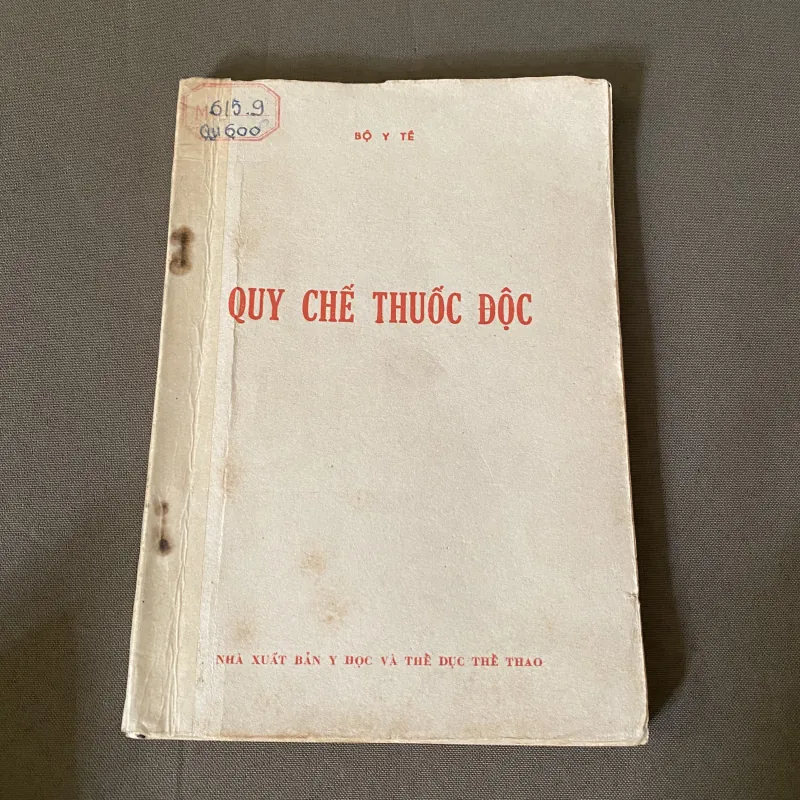 615.9
QU600
BỘ Y TẾ
QUY CHẾ THUỐC ĐỘC
NHÀ XUẤT BẢN Y HỌC VÀ THỂ DỤC THỂ THAO